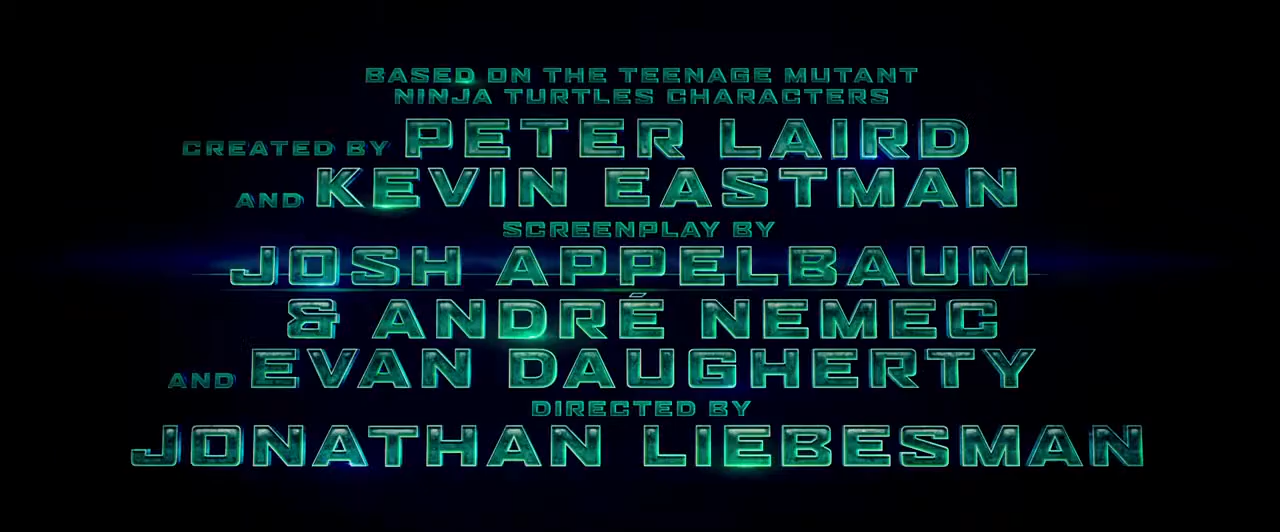 BASED ON THE TEENAGE MUTANT
NINJA TURTLES CHARACTERS
CREATED BY PETER LAIRD
AND KEVIN EASTMAN
SCREENPLAY BY
JOSH APPELBAUM
& ANDRÉ NEMEC
AND EVAN DAUGHERTY
DIRECTED BY
JONATHAN LIEBESMAN